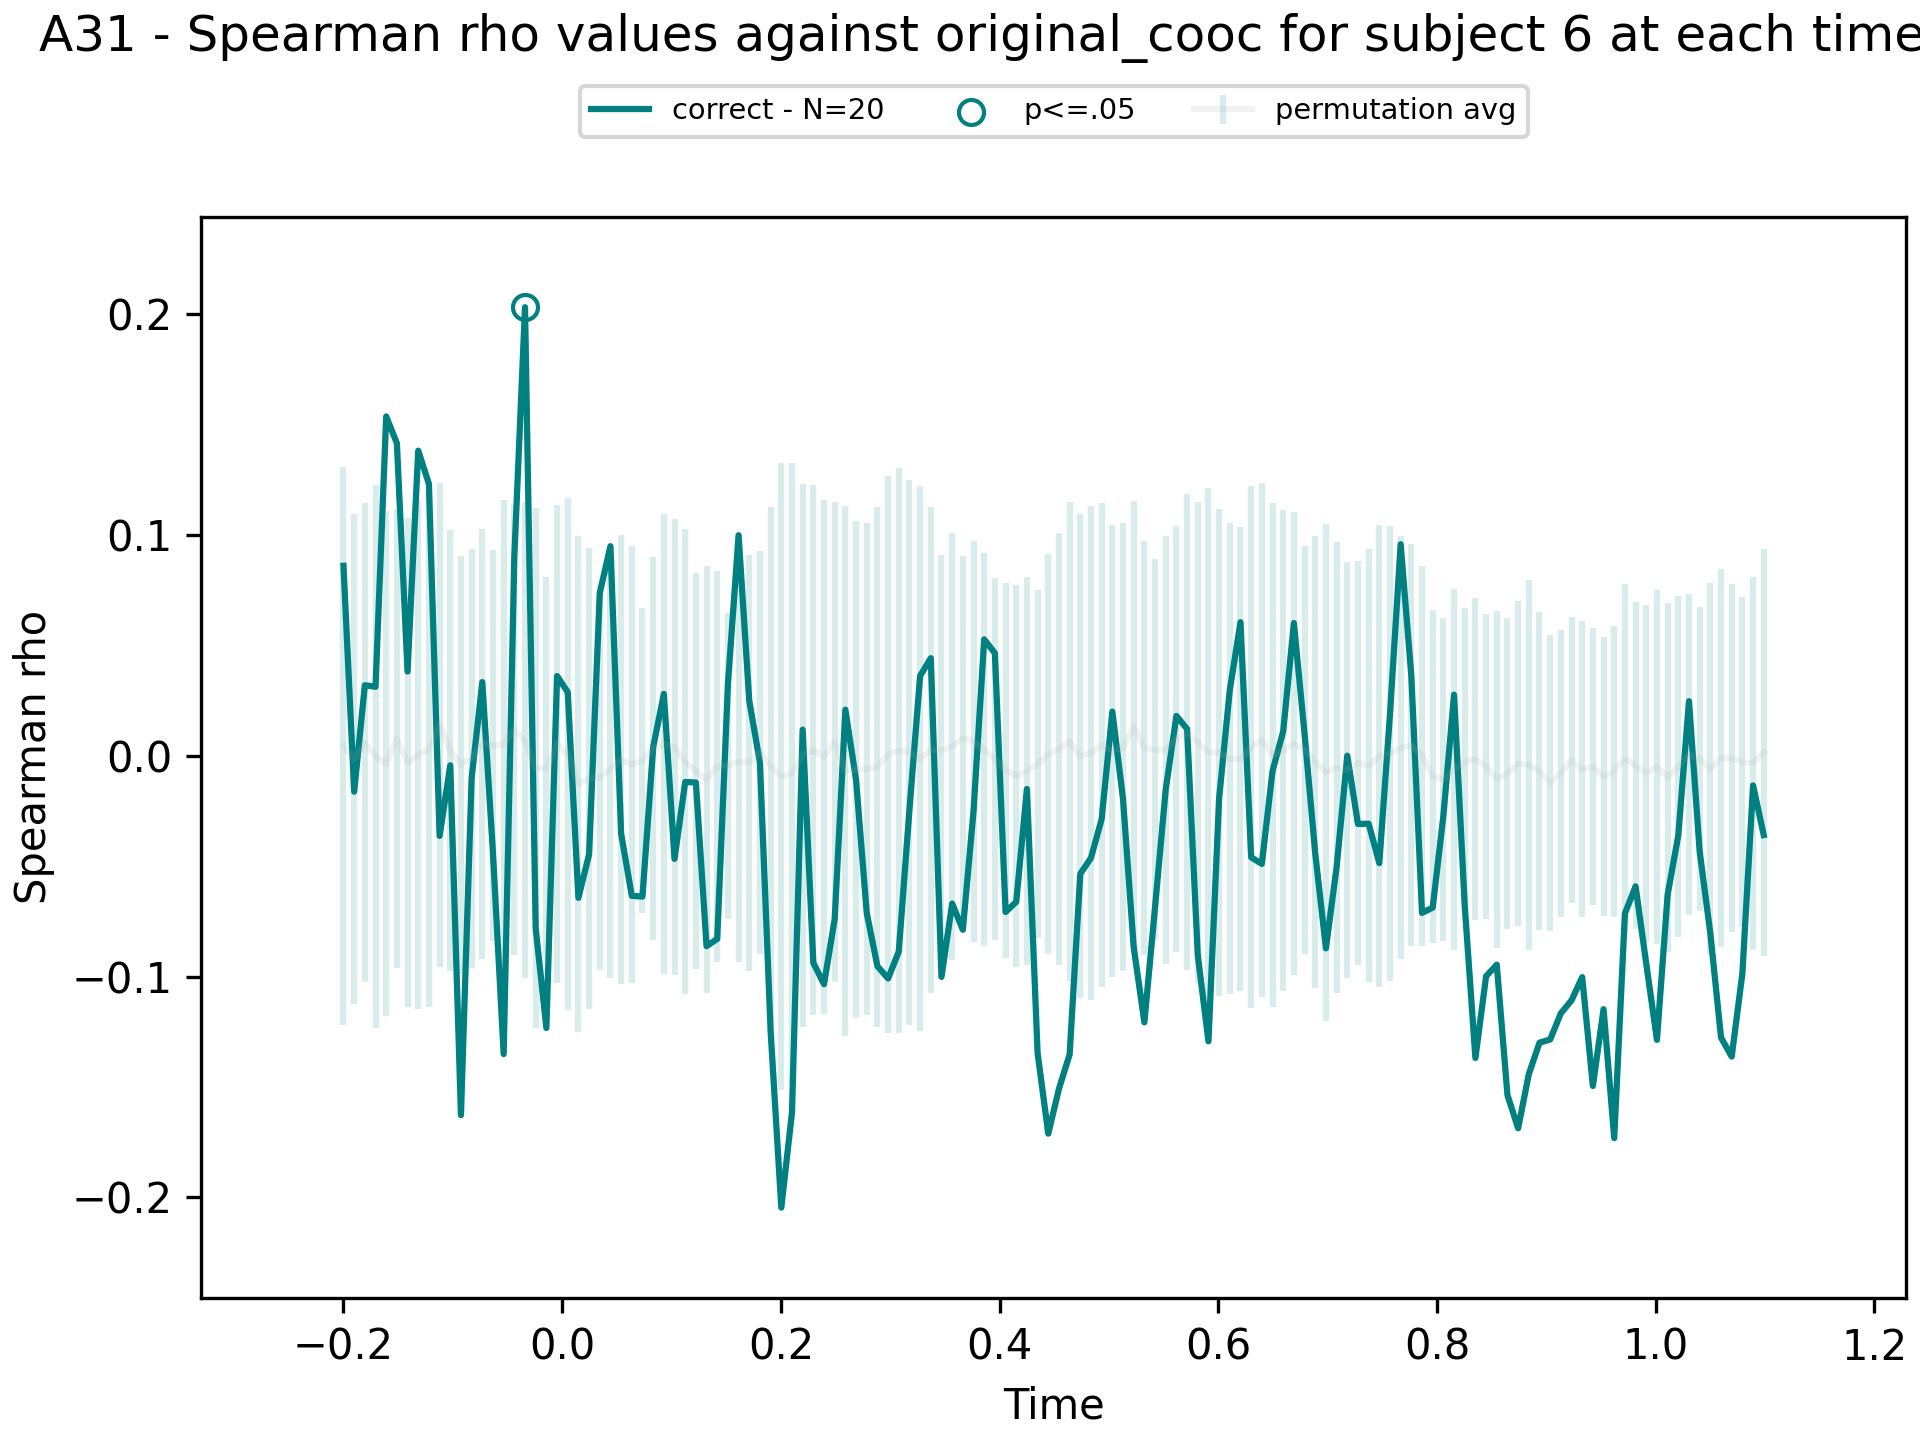 A31 - Spearman rho values against original_cooc for subject 6 at each time
correct - N=20 p<=.05 permutation avg
Spearman rho
0.2
0.1
0.0
−0.1
−0.2
−0.2 0.0 0.2 0.4 0.6 0.8 1.0 1.2
Time